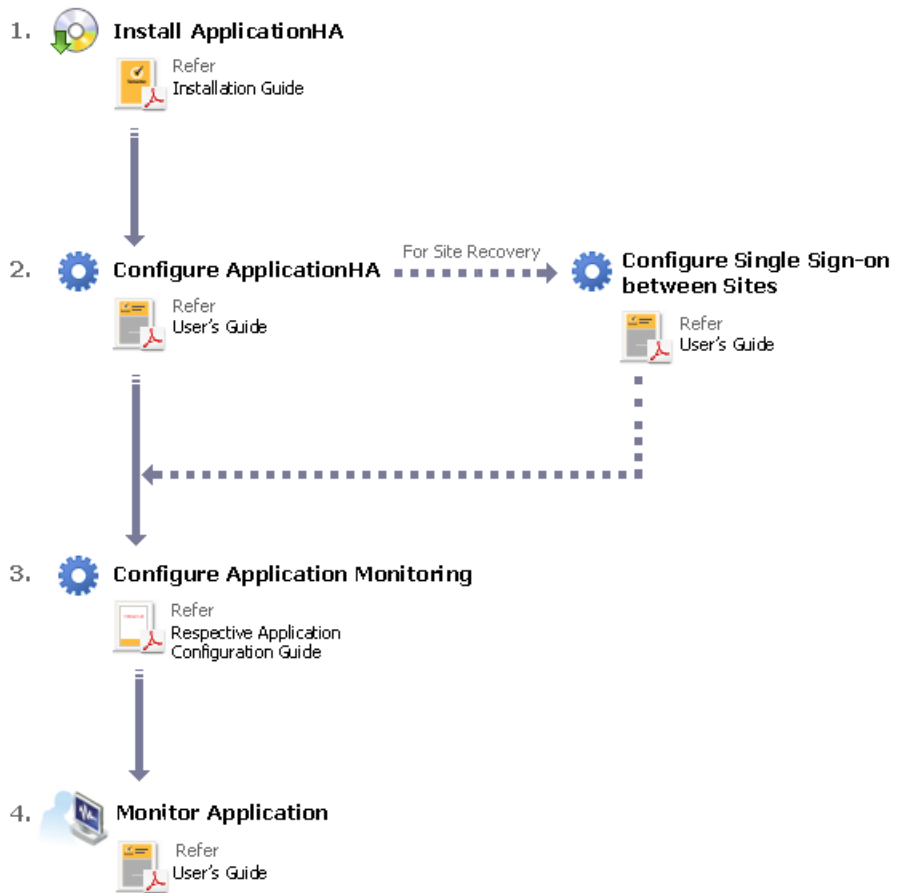 1. Install ApplicationHA
Refer
Installation Guide
2. Configure ApplicationHA
Refer
User's Guide
For Site Recovery
Configure Single Sign-on
between Sites
Refer
User's Guide
3. Configure Application Monitoring
Refer
Respective Application
Configuration Guide
4. Monitor Application
Refer
User's Guide